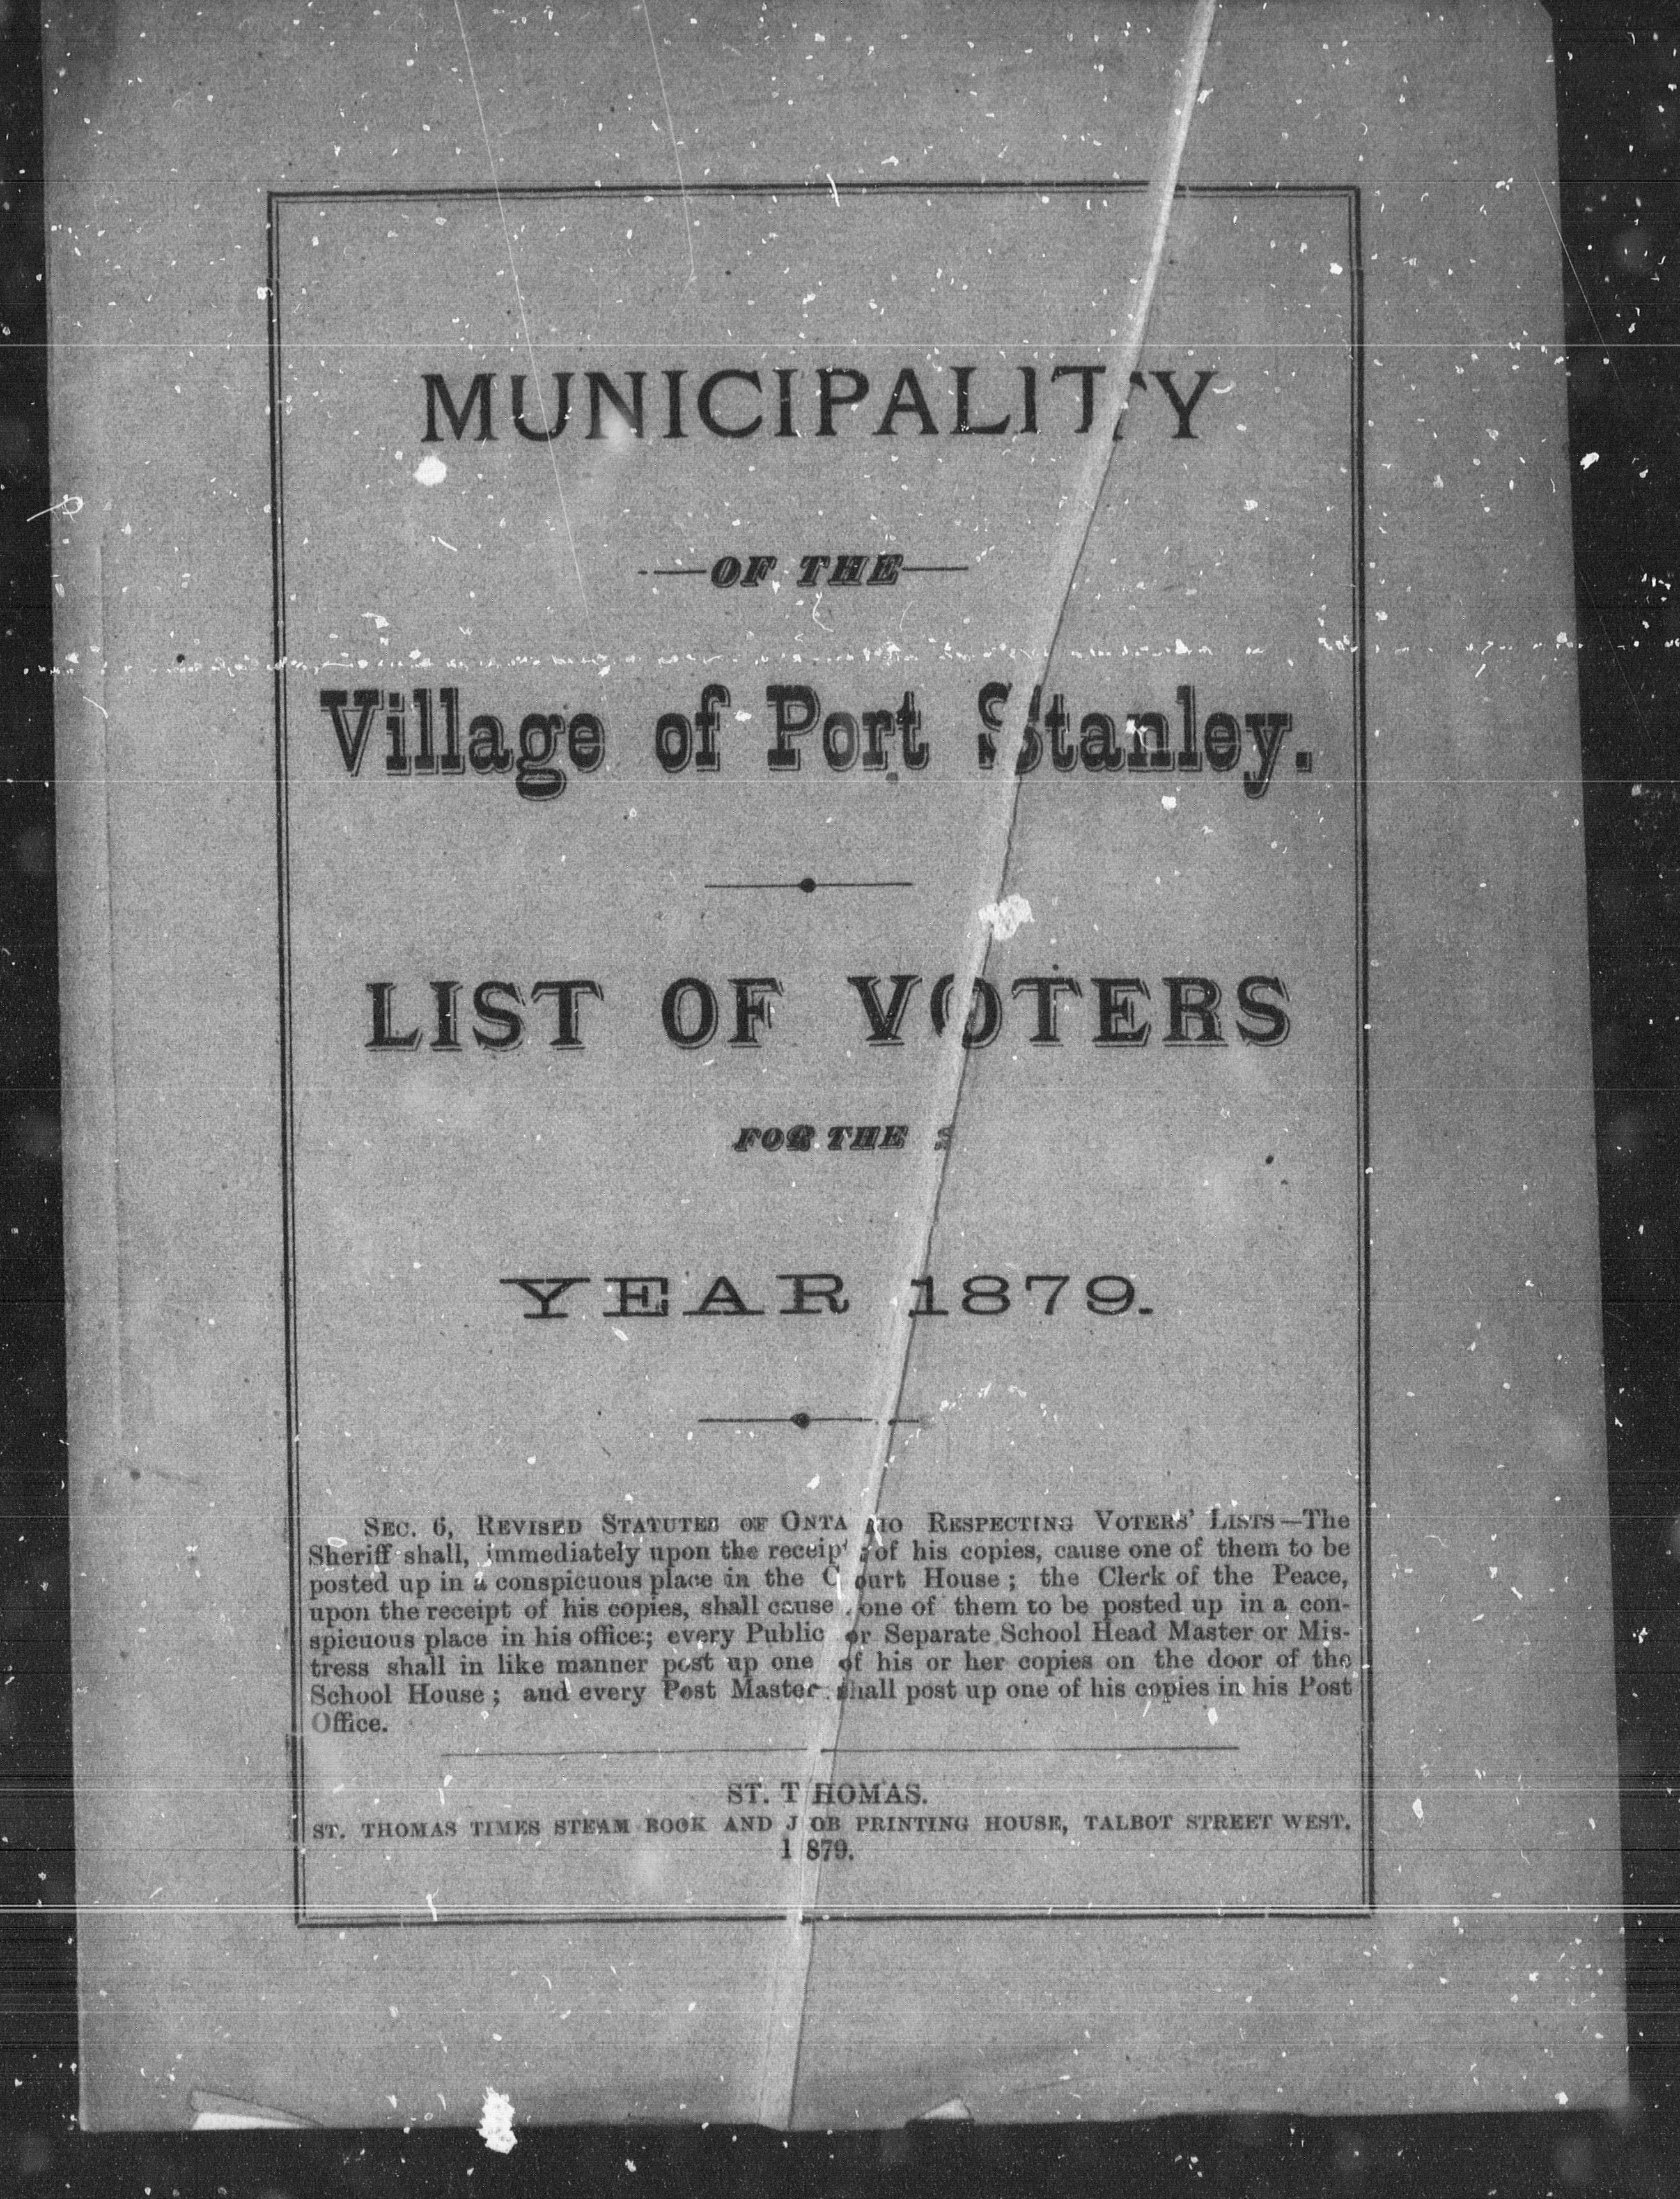 MUNICIPALITY
—OF THE—
Village of Port Stanley.
LIST OF VOTERS
FOR THE
YEAR 1879.
SEC. 6, REVISED STATUTES OF ONTARIO RESPECTING VOTERS' LISTS—The
Sheriff shall, immediately upon the receipt of his copies, cause one of them to be
posted up in a conspicuous place in the Court House; the Clerk of the Peace,
upon the receipt of his copies, shall cause one of them to be posted up in a con-
spicuous place in his office; every Public or Separate School Head Master or Mis-
tress shall in like manner post up one of his or her copies on the door of the
School House; and every Post Master shall post up one of his copies in his Post
Office.
ST. THOMAS.
ST. THOMAS TIMES STEAM BOOK AND JOB PRINTING HOUSE, TALBOT STREET WEST.
1879.